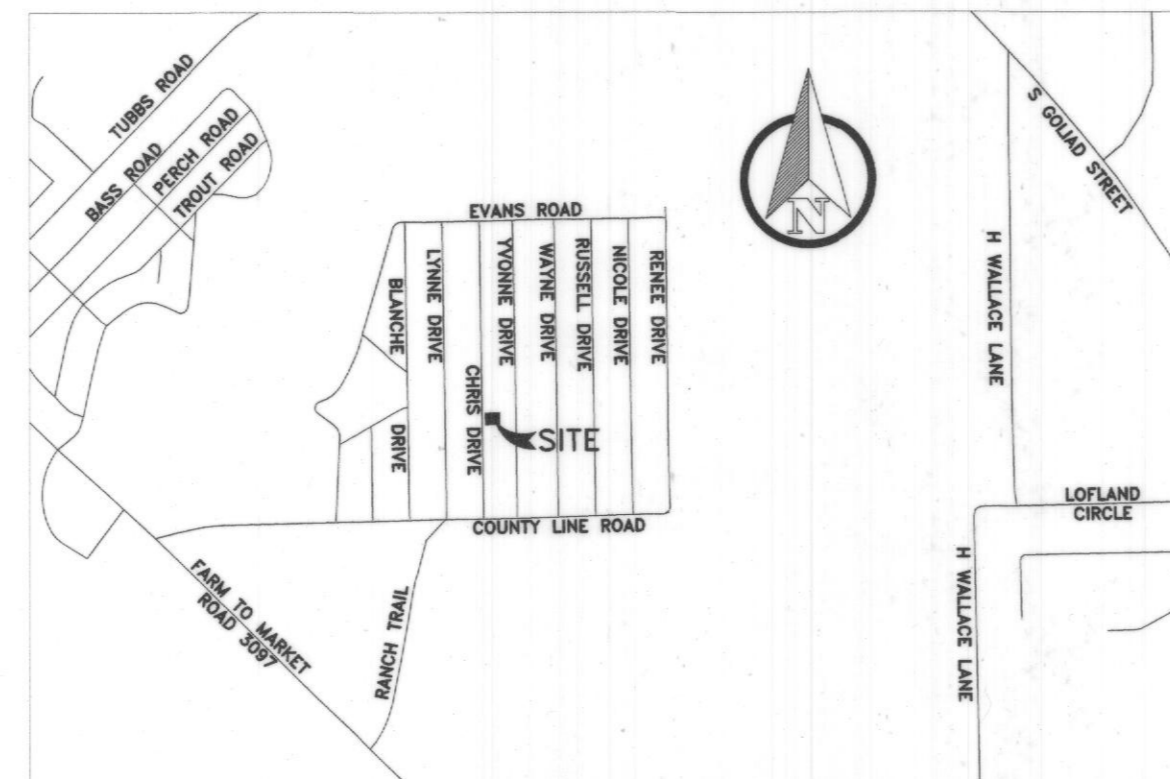 TUBBS ROAD
BASS ROAD
PERCH ROAD
TROUT ROAD
EVANS ROAD
BLANCHE
DRIVE
LYNNE DRIVE
CHRIS DRIVE
YVONNE DRIVE
WAYNE DRIVE
RUSSELL DRIVE
NICOLE DRIVE
RENEE DRIVE
SITE
COUNTY LINE ROAD
FARM TO MARKET
ROAD 3097
RANCH TRAIL
N
S GOLIAD STREET
H WALLACE LANE
LOFLAND
CIRCLE
H WALLACE LANE